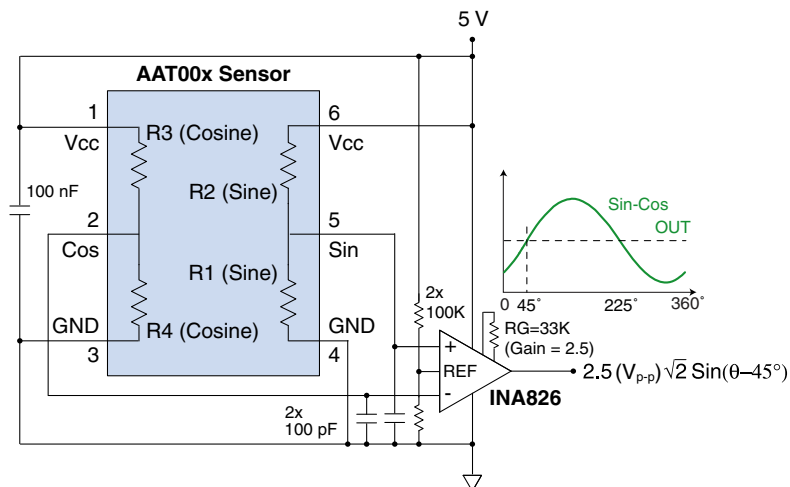 5 V
AAT00x Sensor
1
Vcc
R3 (Cosine)
6
Vcc
R2 (Sine)
100 nF
2
Cos
5
Sin
R1 (Sine)
GND
3
R4 (Cosine)
GND
4
2x
100K
Sin-Cos
OUT
0 45° 225° 360°
RG=33K
(Gain = 2.5)
+
REF
-
INA826
2.5 (Vp-p) √2 Sin(θ–45°)
2x
100 pF